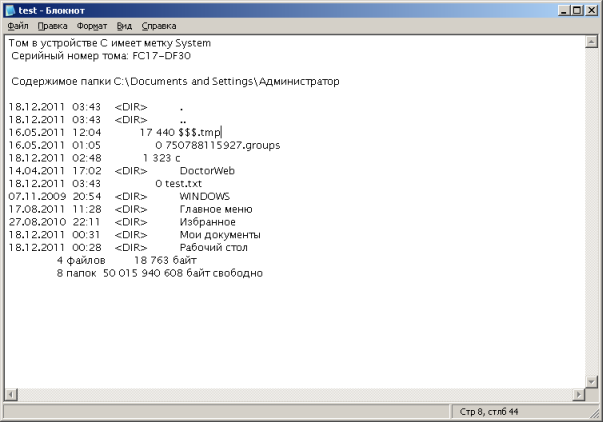 test - Блокнот
Файл Правка Формат Вид Справка
Том в устройстве C имеет метку System
Серийный номер тома: FC17-DF30
Содержимое папки C:\Documents and Settings\Администратор
18.12.2011 03:43 <DIR> .
18.12.2011 03:43 <DIR> ..
16.05.2011 12:04 17 440 $$$.tmp
16.05.2011 01:05 0 750788115927.groups
18.12.2011 02:48 1 323 c
14.04.2011 17:02 <DIR> DoctorWeb
18.12.2011 03:43 0 test.txt
07.11.2009 20:54 <DIR> WINDOWS
17.08.2011 11:28 <DIR> Главное меню
27.08.2010 22:11 <DIR> Избранное
18.12.2011 00:31 <DIR> Мои документы
18.12.2011 00:28 <DIR> Рабочий стол
4 файлов 18 763 байт
8 папок 50 015 940 608 байт свободно
Стр 8, стлб 44